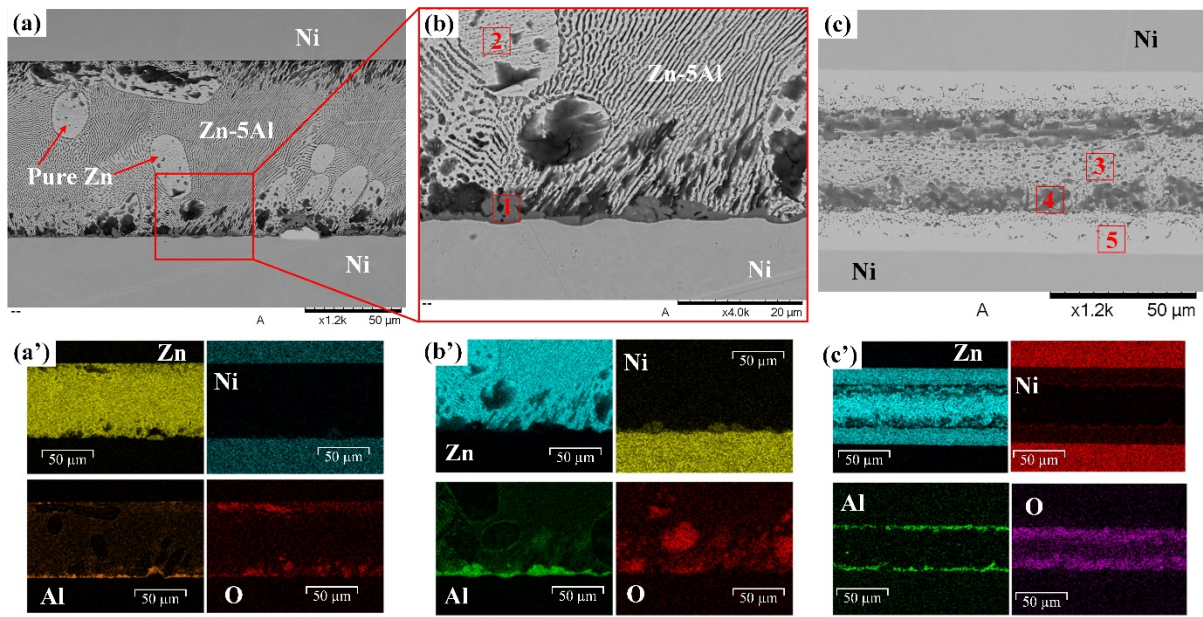 (a)
Ni
Zn-5Al
Pure Zn
Ni
--
A
x1.2k
50 μm
(b)
2
Zn-5Al
1
Ni
--
A
x4.0k
20 μm
(c)
Ni
3
4
5
Ni
A
x1.2k
50 μm
(a’)
Zn
50 μm
Ni
50 μm
Al
50 μm
O
50 μm
(b’)
Zn
Ni
50 μm
50 μm
Al
50 μm
O
50 μm
(c’)
Zn
50 μm
Ni
50 μm
Al
50 μm
O
50 μm